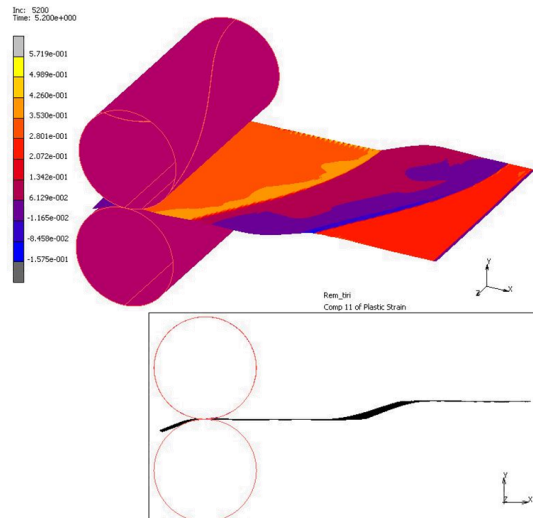 Inc: 5200
Time: 5.200e+000
5.719e-001
4.989e-001
4.260e-001
3.530e-001
2.801e-001
2.072e-001
1.342e-001
6.129e-002
-1.165e-002
-8.458e-002
-1.575e-001
Y
Z X
Rem_tiri
Comp 11 of Plastic Strain
Y
Z X